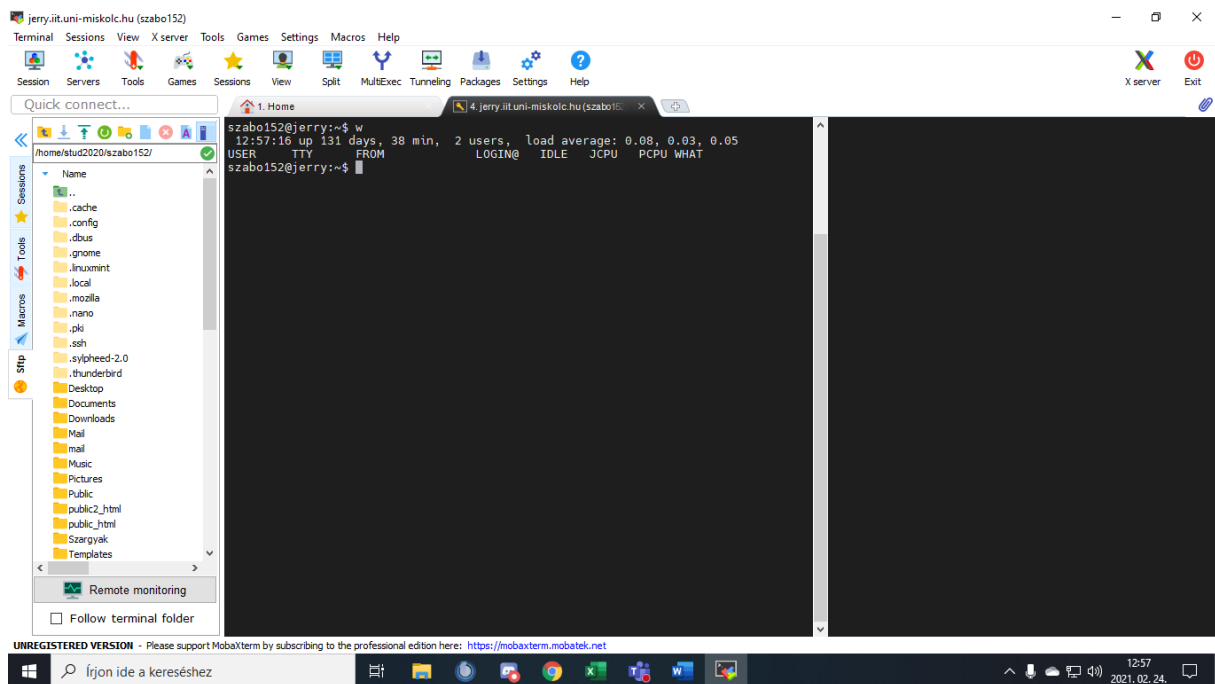 jerry.iit.uni-miskolc.hu (szabo152)
Terminal Sessions View X server Tools Games Settings Macros Help
Session Servers Tools Games Sessions View Split MultiExec Tunneling Packages Settings Help X server Exit
Quick connect...
1. Home
4. jerry.iit.uni-miskolc.hu (szabo15
/home/stud2020/szabo152/
Name
..
.cache
.config
.dbus
.gnome
.linuxmint
.local
.mozilla
.nano
.pki
.ssh
.sylpheed-2.0
.thunderbird
Desktop
Documents
Downloads
Mail
mail
Music
Pictures
Public
public2_html
public_html
Szargyak
Templates
Remote monitoring
Follow terminal folder
Sessions
Tools
Macros
Sftp
szabo152@jerry:~$ w
12:57:16 up 131 days, 38 min, 2 users, load average: 0.08, 0.03, 0.05
USER TTY FROM LOGIN@ IDLE JCPU PCPU WHAT
szabo152@jerry:~$
UNREGISTERED VERSION - Please support MobaXterm by subscribing to the professional edition here: https://mobaxterm.mobatek.net
Írjon ide a kereséshez
12:57
2021. 02. 24.